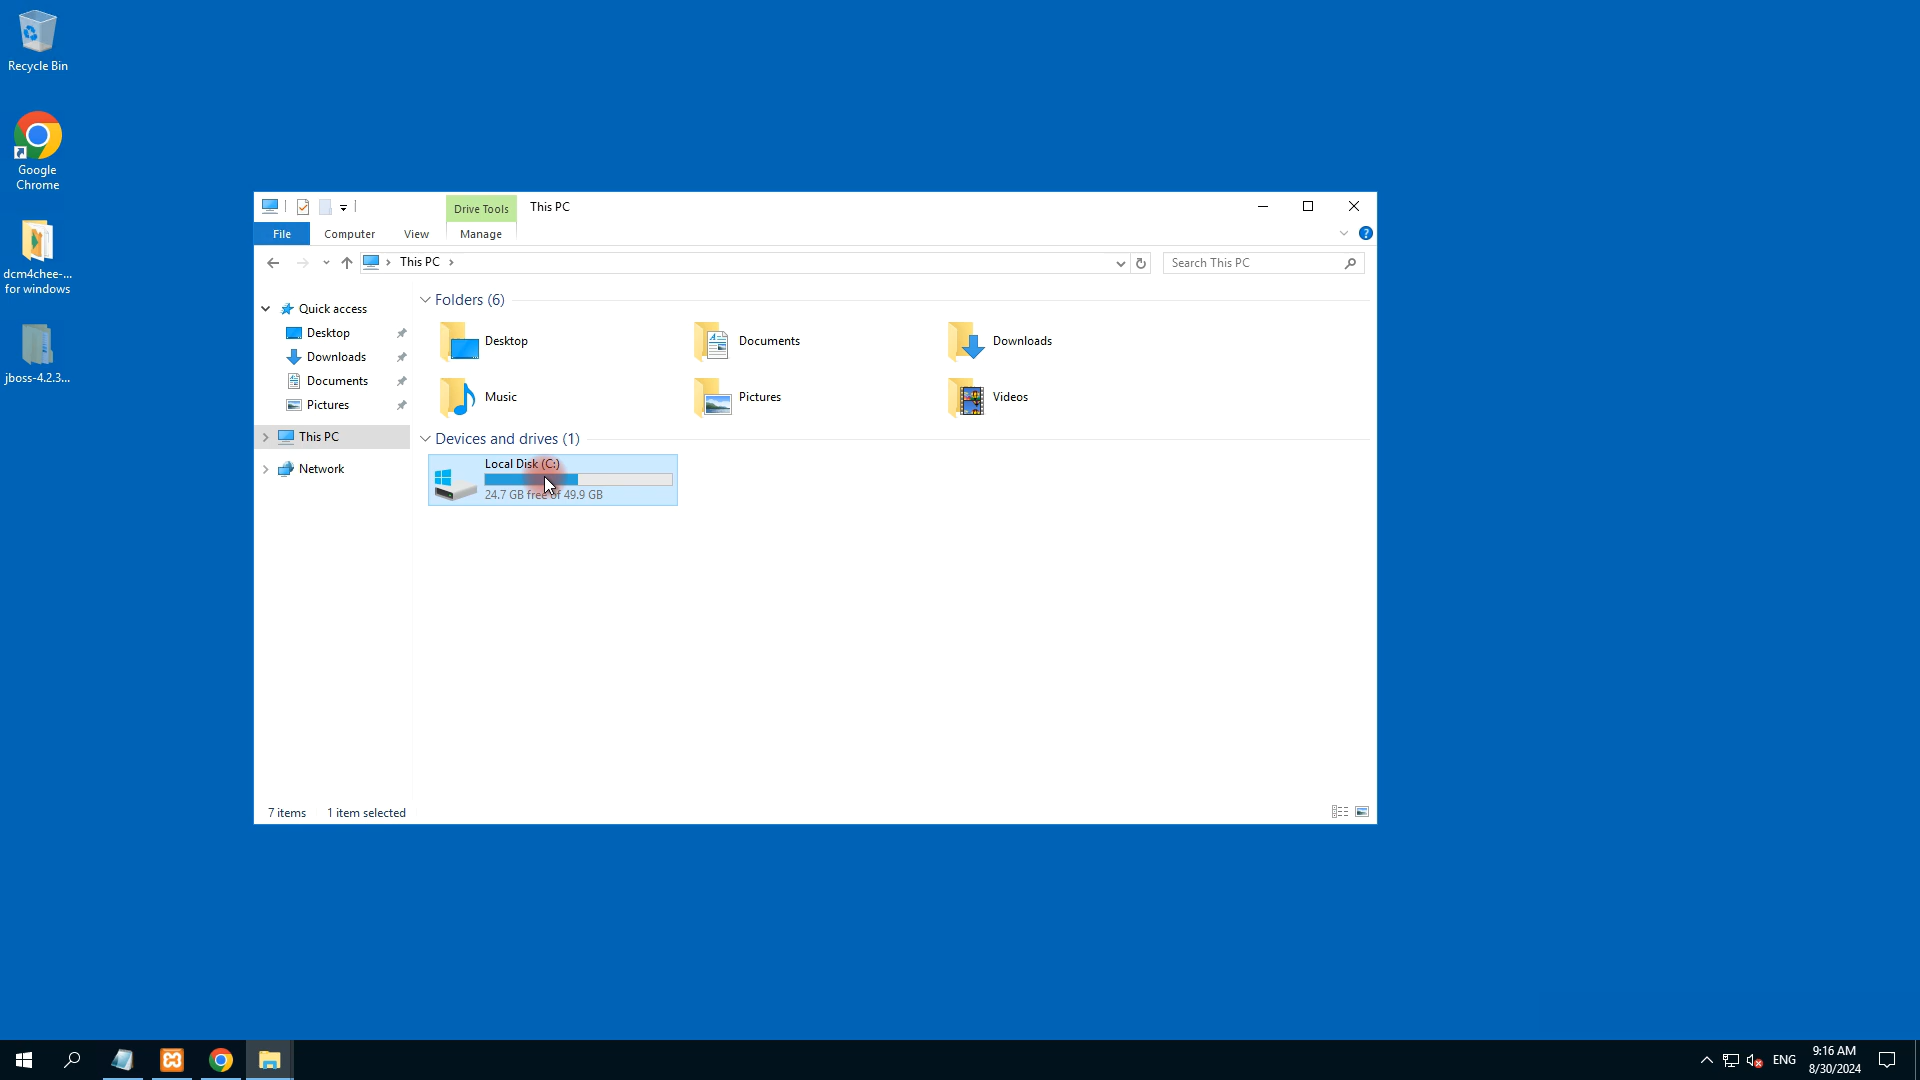 Recycle Bin
Google
Chrome
dcm4chee-...
for windows
jboss-4.2.3...
Drive Tools
This PC
File
Computer
View
Manage
?
This PC
Search This PC
Quick access
Desktop
Downloads
Documents
Pictures
This PC
Network
Folders (6)
Desktop
Documents
Downloads
Music
Pictures
Videos
Devices and drives (1)
Local Disk (C:)
24.7 GB free of 49.9 GB
7 items
1 item selected
ENG
9:16 AM
8/30/2024